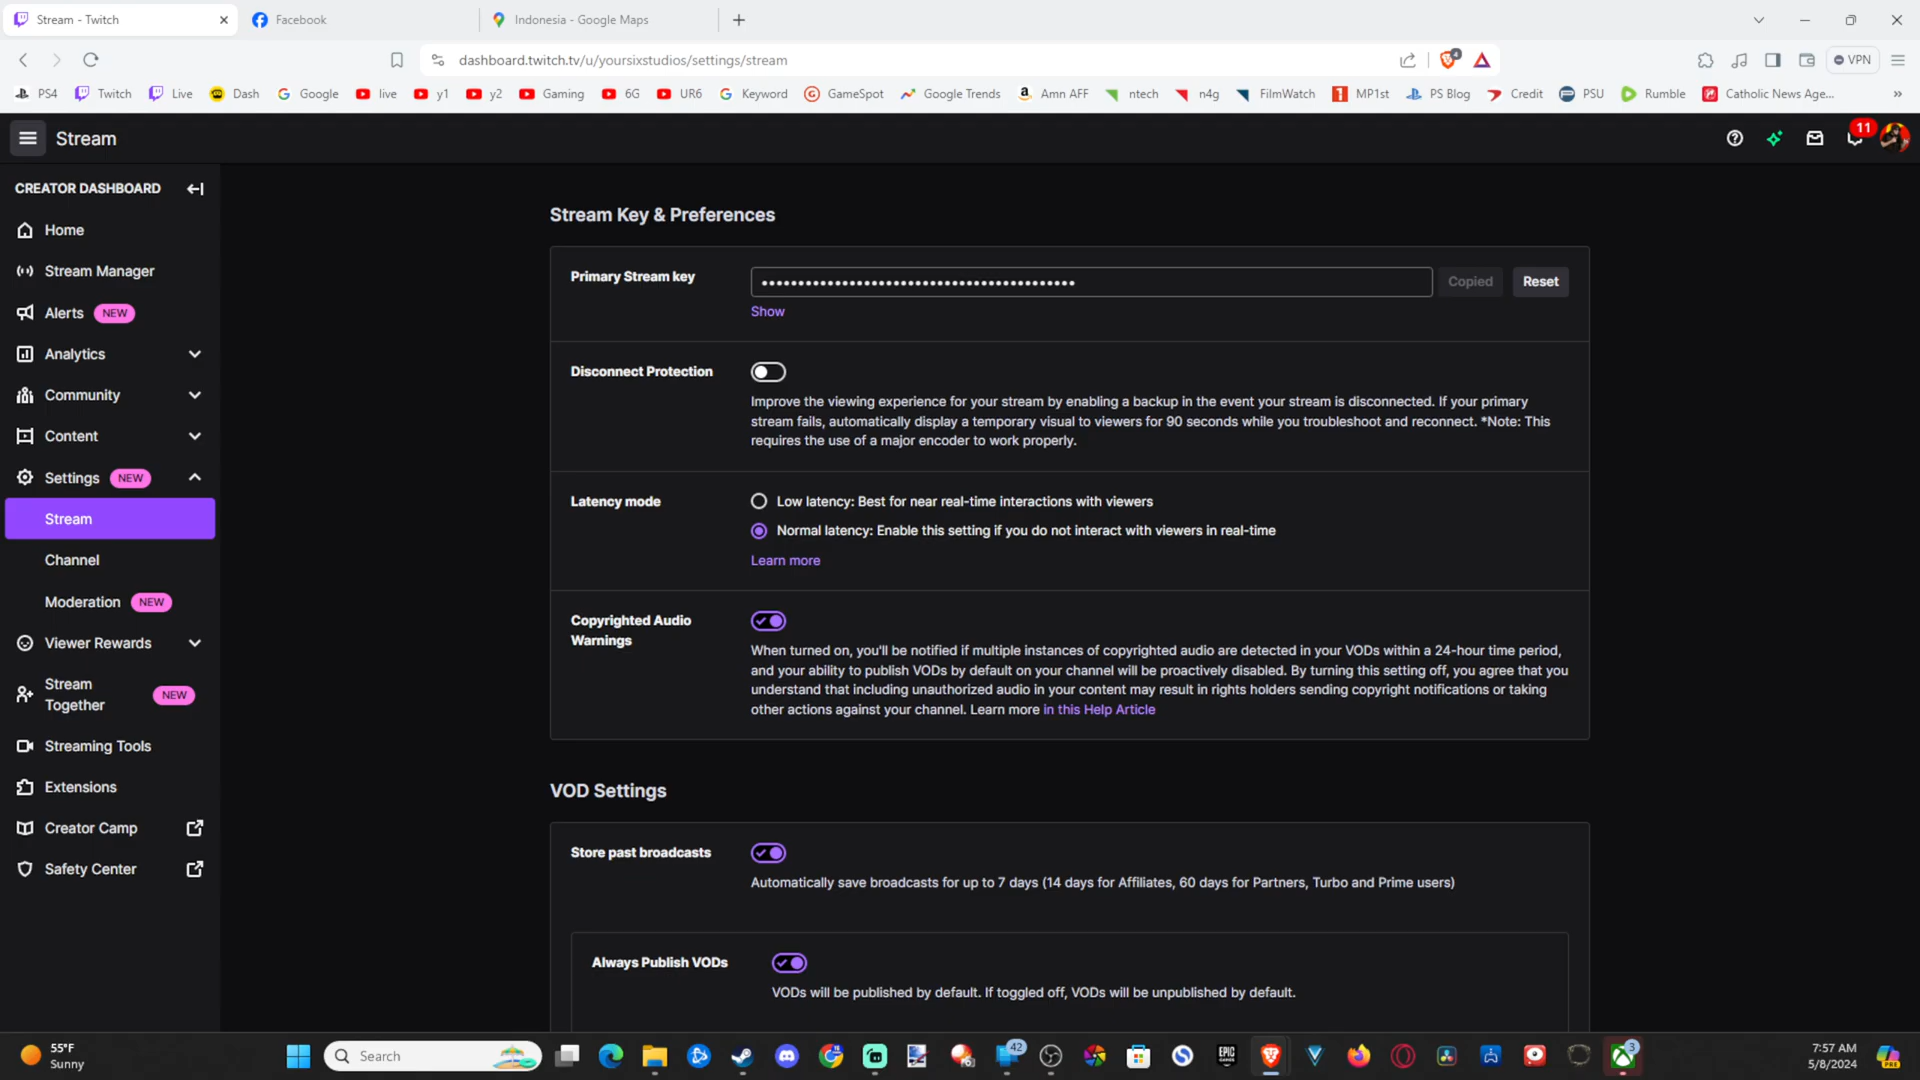 Stream - Twitch
Facebook
Indonesia - Google Maps
dashboard.twitch.tv/u/yoursixstudios/settings/stream
4
VPN
PS4
Twitch
Live
Dash
Google
live
y1
y2
Gaming
6G
UR6
Keyword
GameSpot
Google Trends
Amn AFF
ntech
n4g
FilmWatch
MP1st
PS Blog
Credit
PSU
Rumble
Catholic News Age...
Stream
11
CREATOR DASHBOARD
Home
Stream Manager
Alerts NEW
Analytics
Community
Content
Settings NEW
Stream
Channel
Moderation NEW
Viewer Rewards
Stream
Together NEW
Streaming Tools
Extensions
Creator Camp
Safety Center
Stream Key & Preferences
Primary Stream key
Copied
Reset
Show
Disconnect Protection
Improve the viewing experience for your stream by enabling a backup in the event your stream is disconnected. If your primary
stream fails, automatically display a temporary visual to viewers for 90 seconds while you troubleshoot and reconnect. *Note: This
requires the use of a major encoder to work properly.
Latency mode
Low latency: Best for near real-time interactions with viewers
Normal latency: Enable this setting if you do not interact with viewers in real-time
Learn more
Copyrighted Audio
Warnings
When turned on, you'll be notified if multiple instances of copyrighted audio are detected in your VODs within a 24-hour time period,
and your ability to publish VODs by default on your channel will be proactively disabled. By turning this setting off, you agree that you
understand that including unauthorized audio in your content may result in rights holders sending copyright notifications or taking
other actions against your channel. Learn more in this Help Article
VOD Settings
Store past broadcasts
Automatically save broadcasts for up to 7 days (14 days for Affiliates, 60 days for Partners, Turbo and Prime users)
Always Publish VODs
VODs will be published by default. If toggled off, VODs will be unpublished by default.
55°F
Sunny
Search
42
EPIC
3
7:57 AM
5/8/2024
PRE